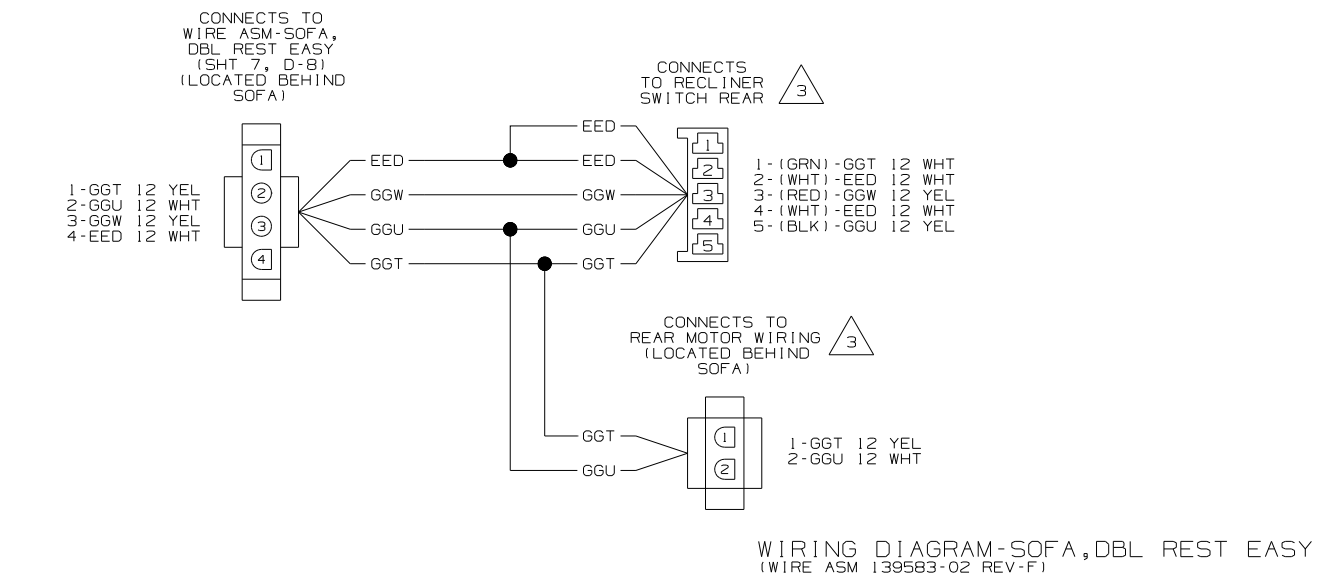 CONNECTS TO
WIRE ASM-SOFA,
DBL REST EASY
(SHT 7, D-8)
(LOCATED BEHIND
SOFA)
1-GGT 12 YEL
2-GGU 12 WHT
3-GGW 12 YEL
4-EED 12 WHT
1
2
3
4
EED
GGW
GGU
GGT
EED
EED
GGW
GGU
GGT
CONNECTS
TO RECLINER
SWITCH REAR
3
1
2
3
4
5
1-(GRN)-GGT 12 WHT
2-(WHT)-EED 12 WHT
3-(RED)-GGW 12 YEL
4-(WHT)-EED 12 WHT
5-(BLK)-GGU 12 YEL
CONNECTS TO
REAR MOTOR WIRING
(LOCATED BEHIND
SOFA)
3
GGT
GGU
1
2
1-GGT 12 YEL
2-GGU 12 WHT
WIRING DIAGRAM-SOFA,DBL REST EASY
(WIRE ASM 139583-02 REV-F)